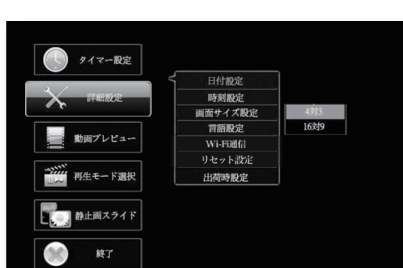 タイマー設定
詳細設定
動画プレビュー
再生モード選択
静止画スライド
終了
日付設定
時刻設定
画面サイズ設定
言語設定
Wi-Fi通信
リセット設定
出荷時設定
4対3
16対9